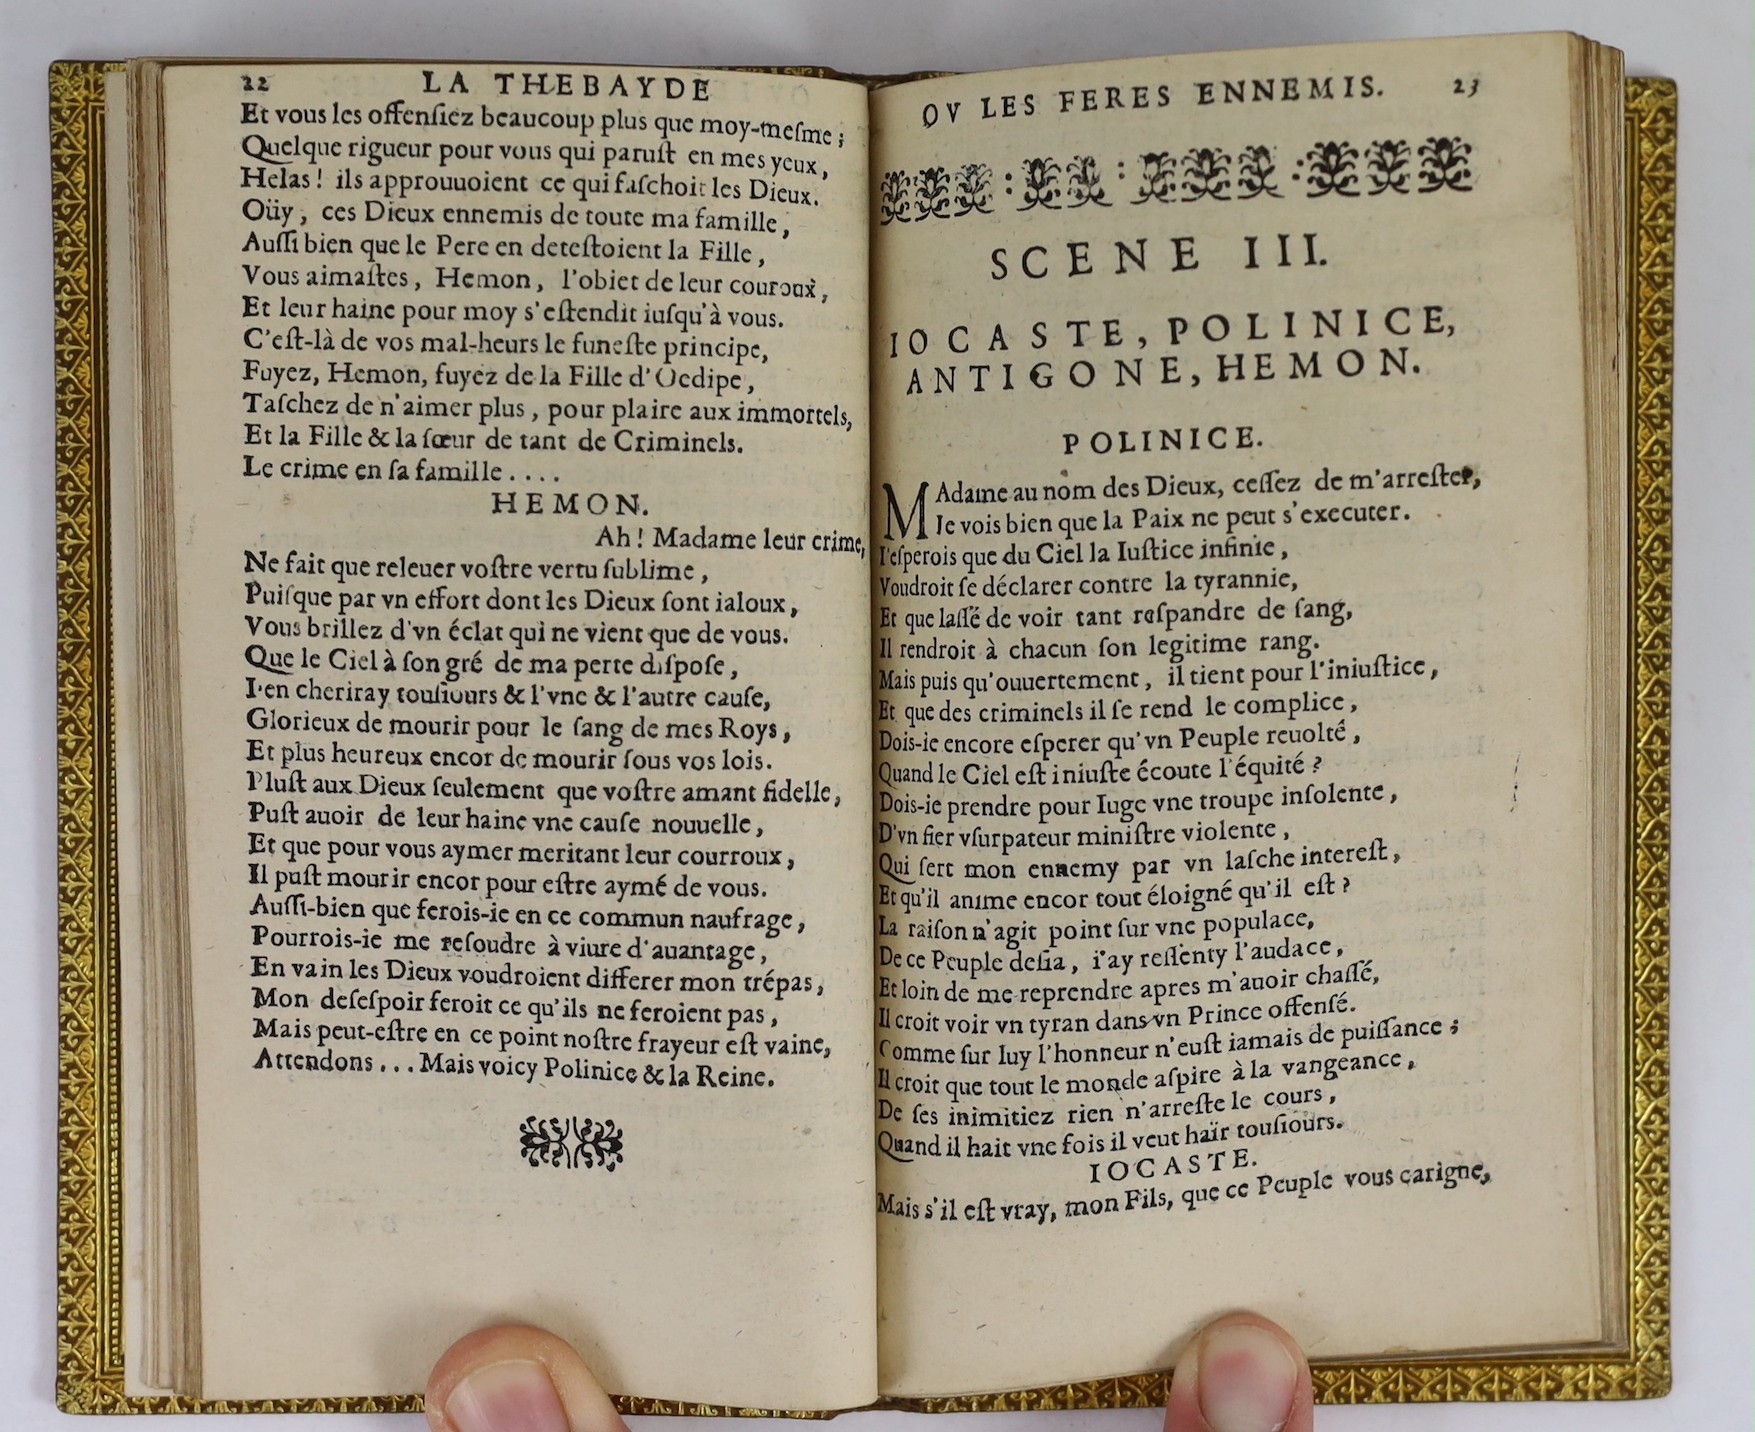 22 LA THEBAYDE
Et vous les offenſiez beaucoup plus que moy-meſme ;
Quelque rigueur pour vous qui paruſt en mes yeux,
Helas ! ils approuuoient ce qui faſchoit les Dieux.
Oüy, ces Dieux ennemis de toute ma famille,
Auſſi bien que le Pere en deteſtoient la Fille,
Vous aimaſtes, Hemon, l'obiet de leur couroux,
Et leur haine pour moy s'eſtendit iuſqu'à vous.
C'eſt-là de vos mal-heurs le funeſte principe,
Fuyez, Hemon, fuyez de la Fille d'Oedipe,
Taſchez de n'aimer plus, pour plaire aux immortels,
Et la Fille & la ſœur de tant de Criminels.
Le crime en ſa famille....
HEMON.
Ah ! Madame leur crime,
Ne fait que releuer voſtre vertu ſublime,
Puiſque par vn effort dont les Dieux ſont ialoux,
Vous brillez d'vn éclat qui ne vient que de vous.
Que le Ciel à ſon gré de ma perte diſpoſe,
I'en cheriray touſiours & l'vne & l'autre cauſe,
Glorieux de mourir pour le ſang de mes Roys,
Et plus heureux encor de mourir ſous vos lois.
Pluſt aux Dieux ſeulement que voſtre amant fidelle,
Puſt auoir de leur haine vne cauſe nouuelle,
Et que pour vous aymer meritant leur courroux,
Il puſt mourir encor pour eſtre aymé de vous.
Auſſi-bien que ferois-ie en ce commun naufrage,
Pourrois-ie me reſoudre à viure d'auantage,
En vain les Dieux voudroient differer mon trépas,
Mon deſeſpoir feroit ce qu'ils ne feroient pas,
Mais peut-eſtre en ce point noſtre frayeur eſt vaine,
Attendons... Mais voicy Polinice & la Reine.
OV LES FERES ENNEMIS. 23
SCENE III.
IOCASTE, POLINICE,
ANTIGONE, HEMON.
POLINICE.
MAdame au nom des Dieux, ceſſez de m'arreſter,
Ie vois bien que la Paix ne peut s'executer.
I'eſperois que du Ciel la Iuſtice infinie,
Voudroit ſe déclarer contre la tyrannie,
Et que laſſé de voir tant reſpandre de ſang,
Il rendroit à chacun ſon legitime rang.
Mais puis qu'ouuertement, il tient pour l'iniuſtice,
Et que des criminels il ſe rend le complice,
Dois-ie encore eſperer qu'vn Peuple reuolté,
Quand le Ciel eſt iniuſte écoute l'équité ?
Dois-ie prendre pour Iuge vne troupe inſolente,
D'vn fier vſurpateur miniſtre violente,
Qui ſert mon ennemy par vn laſche intereſt,
Et qu'il anime encor tout éloigné qu'il eſt ?
La raiſon n'agit point ſur vne populace,
De ce Peuple deſia, i'ay reſſenty l'audace,
Et loin de me reprendre apres m'auoir chaſſé,
Il croit voir vn tyran dans vn Prince offenſé.
Comme ſur luy l'honneur n'euſt iamais de puiſſance ;
Il croit que tout le monde aſpire à la vangeance,
De ſes inimitiez rien n'arreſte le cours,
Quand il hait vne fois il veut haïr touſiours.
IOCASTE.
Mais s'il eſt vray, mon Fils, que ce Peuple vous carigne,